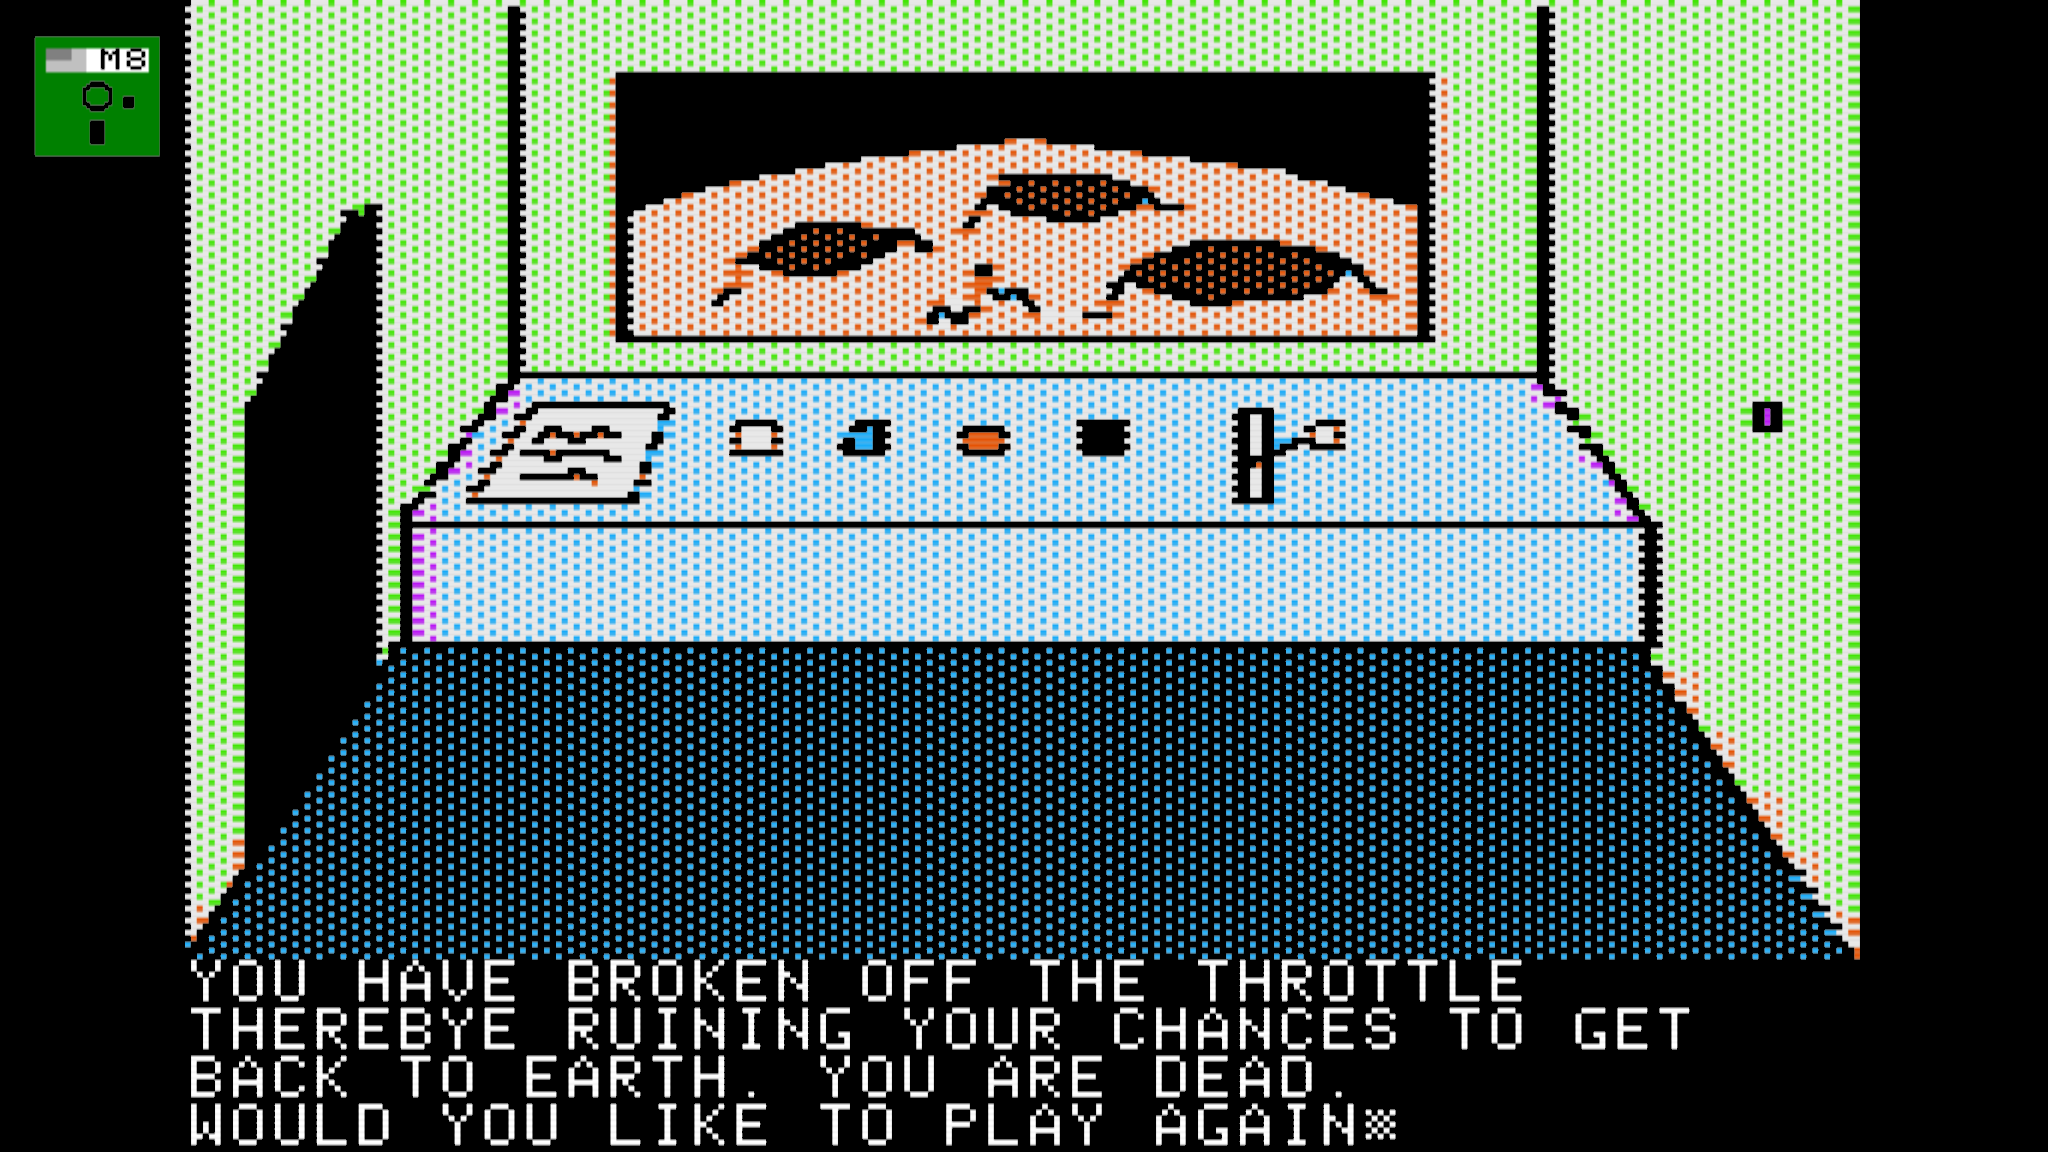 M8
YOU HAVE BROKEN OFF THE THROTTLE
THEREBYE RUINING YOUR CHANCES TO GET
BACK TO EARTH. YOU ARE DEAD.
WOULD YOU LIKE TO PLAY AGAIN